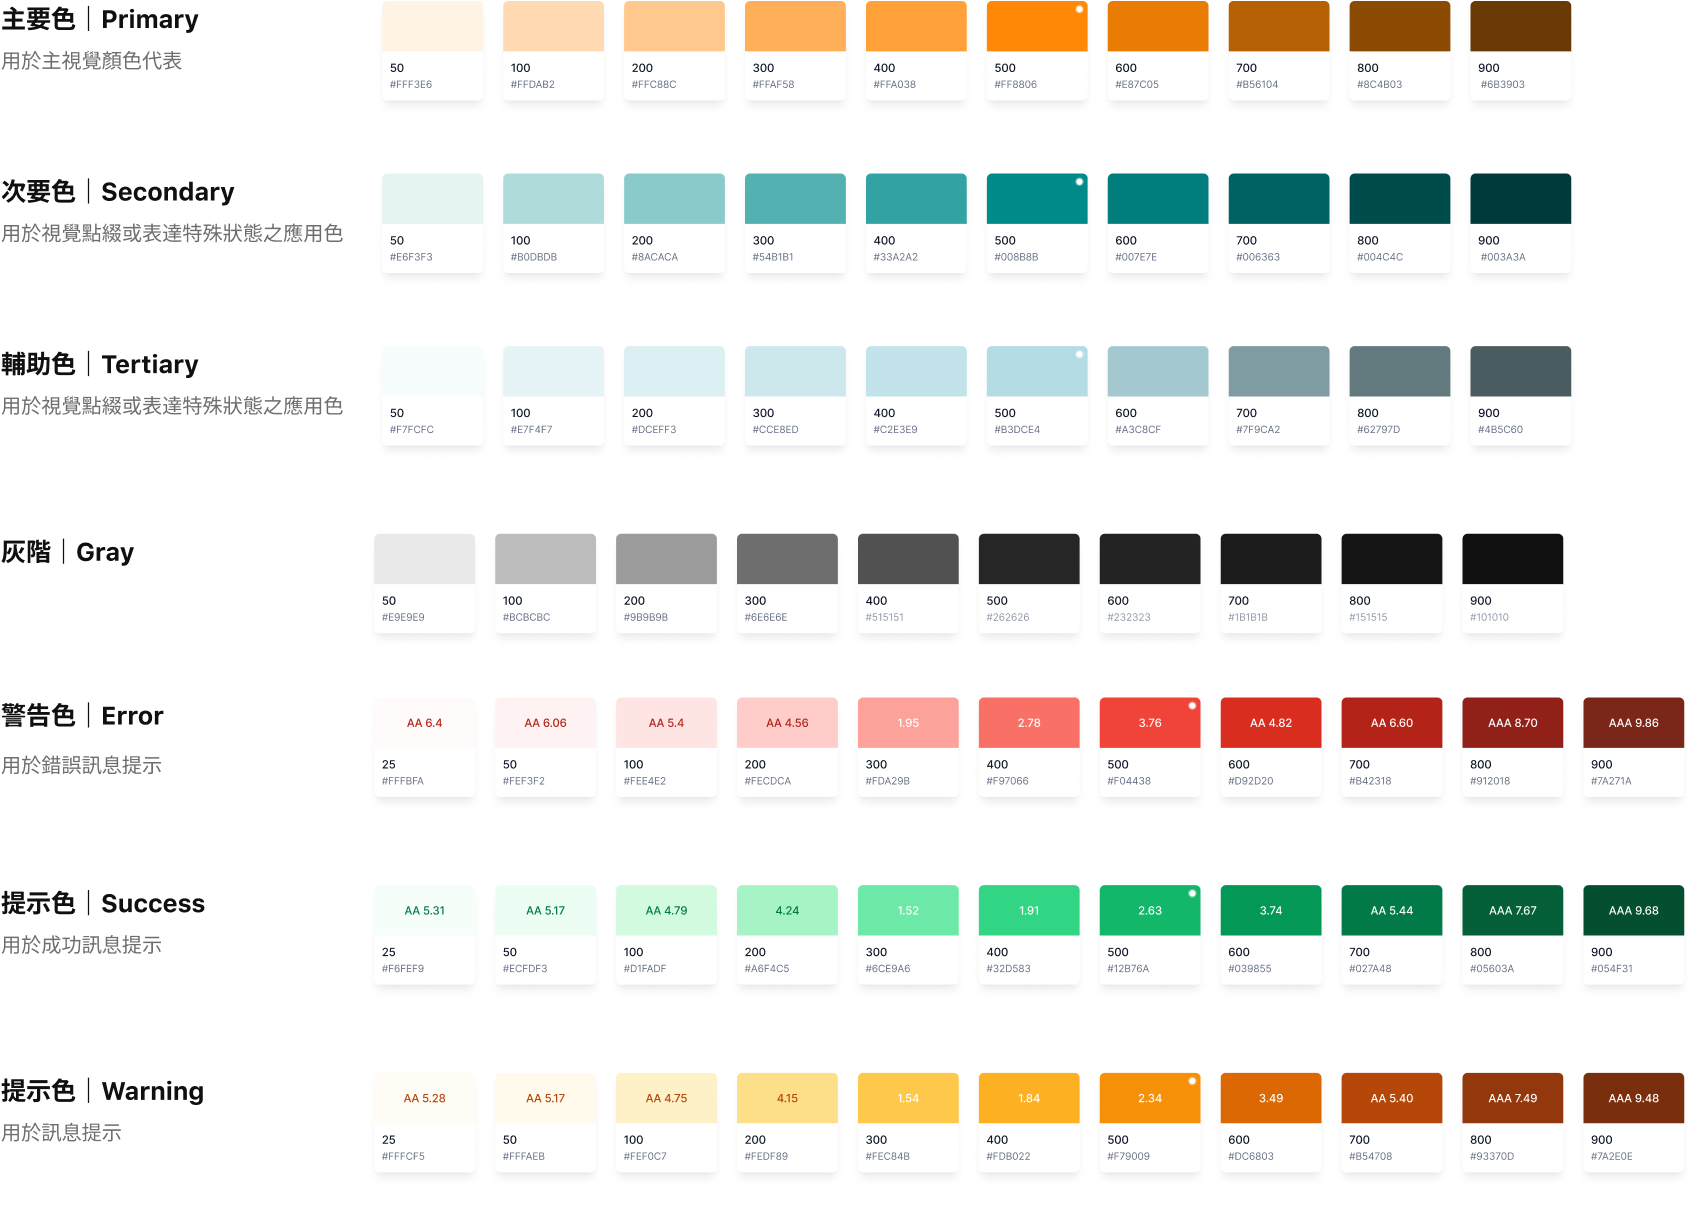 主要色｜Primary
用於主視覺顏色代表
50 100 200 300 400 500 600 700 800 900
#FFF3E6 #FFDAB2 #FFC88C #FFAF58 #FFA038 #FF8806 #E87C05 #B56104 #8C4B03 #6B3903
次要色｜Secondary
用於視覺點綴或表達特殊狀態之應用色
50 100 200 300 400 500 600 700 800 900
#E6F3F3 #B0DBDB #8ACACA #54B1B1 #33A2A2 #008B8B #007E7E #006363 #004C4C #003A3A
輔助色｜Tertiary
用於視覺點綴或表達特殊狀態之應用色
50 100 200 300 400 500 600 700 800 900
#F7FCFC #E7F4F7 #DCEFF3 #CCE8ED #C2E3E9 #B3DCE4 #A3C8CF #7F9CA2 #62797D #4B5C60
灰階｜Gray
50 100 200 300 400 500 600 700 800 900
#E9E9E9 #BCBCBC #9B9B9B #6E6E6E #515151 #262626 #232323 #1B1B1B #151515 #101010
警告色｜Error
用於錯誤訊息提示
AA 6.4 AA 6.06 AA 5.4 AA 4.56 1.95 2.78 3.76 AA 4.82 AA 6.60 AAA 8.70 AAA 9.86
25 50 100 200 300 400 500 600 700 800 900
#FFFBFA #FEF3F2 #FEE4E2 #FECDCA #FDA29B #F97066 #F04438 #D92D20 #B42318 #912018 #7A271A
提示色｜Success
用於成功訊息提示
AA 5.31 AA 5.17 AA 4.79 4.24 1.52 1.91 2.63 3.74 AA 5.44 AAA 7.67 AAA 9.68
25 50 100 200 300 400 500 600 700 800 900
#F6FEF9 #ECFDF3 #D1FADF #A6F4C5 #6CE9A6 #32D583 #12B76A #039855 #027A48 #05603A #054F31
提示色｜Warning
用於訊息提示
AA 5.28 AA 5.17 AA 4.75 4.15 1.54 1.84 2.34 3.49 AA 5.40 AAA 7.49 AAA 9.48
25 50 100 200 300 400 500 600 700 800 900
#FFFCF5 #FFFAEB #FEF0C7 #FEDF89 #FEC84B #FDB022 #F79009 #DC6803 #B54708 #93370D #7A2E0E